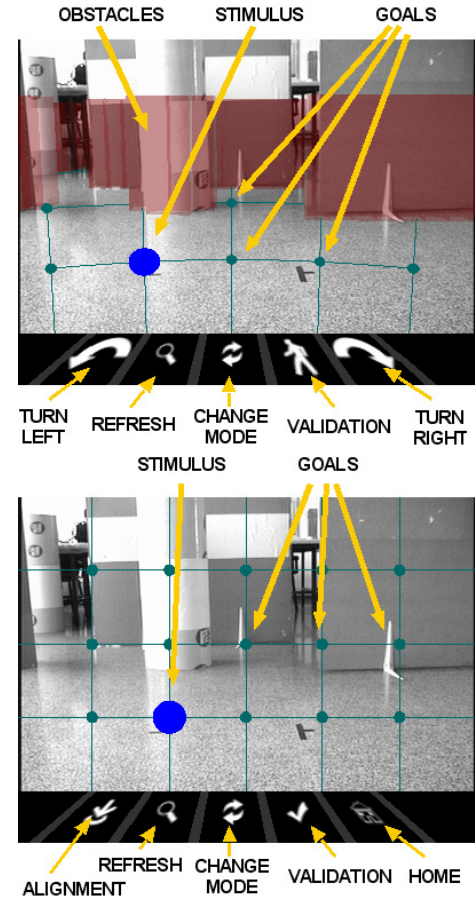 OBSTACLES STIMULUS GOALS
TURN LEFT REFRESH CHANGE MODE VALIDATION TURN RIGHT
STIMULUS GOALS
ALIGNMENT REFRESH CHANGE MODE VALIDATION HOME